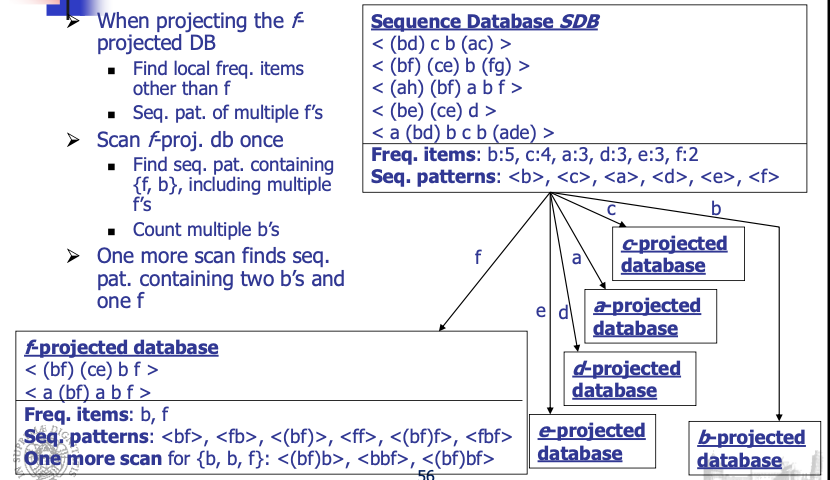 When projecting the f-
projected DB
Find local freq. items
other than f
Seq. pat. of multiple f's
Scan f-proj. db once
Find seq. pat. containing
{f, b}, including multiple
f's
Count multiple b's
One more scan finds seq.
pat. containing two b's and
one f
Sequence Database SDB
< (bd) c b (ac) >
< (bf) (ce) b (fg) >
< (ah) (bf) a b f >
< (be) (ce) d >
< a (bd) b c b (ade) >
Freq. items: b:5, c:4, a:3, d:3, e:3, f:2
Seq. patterns: <b>, <c>, <a>, <d>, <e>, <f>
f
e
d
a
c
b
c-projected
database
a-projected
database
d-projected
database
e-projected
database
b-projected
database
f-projected database
< (bf) (ce) b f >
< a (bf) a b f >
Freq. items: b, f
Seq. patterns: <bf>, <fb>, <(bf)>, <ff>, <(bf)f>, <fbf>
One more scan for {b, b, f}: <(bf)b>, <bbf>, <(bf)bf>
56